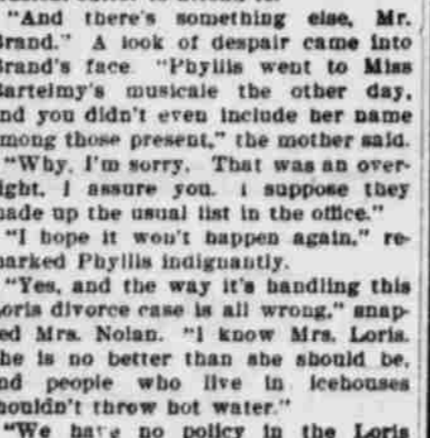 "And there's something else, Mr.
Brand." A look of despair came into
Brand's face. "Phyllis went to Miss
Bartelmy's musicale the other day,
and you didn't even include her name
among those present," the mother said.
"Why, I'm sorry. That was an over-
sight, I assure you. I suppose they
made up the usual list in the office."
"I hope it won't happen again," re-
marked Phyllis indignantly.
"Yes, and the way it's handling this
Loris divorce case is all wrong," snap-
ped Mrs. Nolan. "I know Mrs. Loris.
She is no better than she should be,
and people who live in icehouses
shouldn't throw hot water."
"We have no policy in the Loris